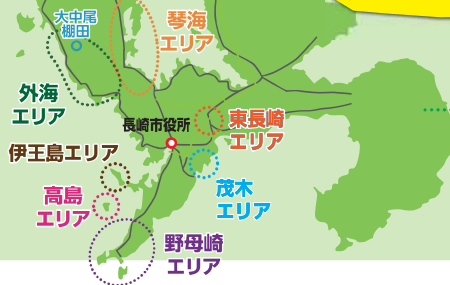 大中尾
棚田
琴海
エリア
外海
エリア
長崎市役所
東長崎
エリア
伊王島エリア
茂木
エリア
高島
エリア
野母崎
エリア